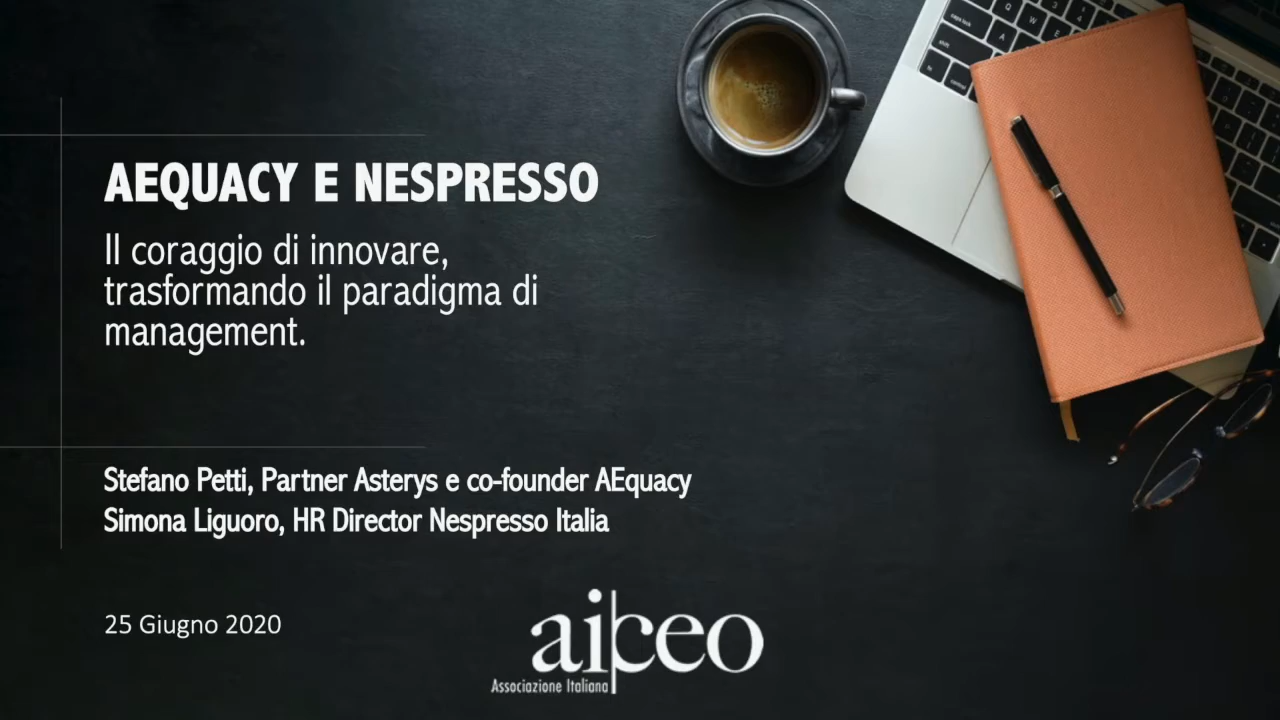 AEQUACY E NESPRESSO
Il coraggio di innovare,
trasformando il paradigma di
management.
Stefano Petti, Partner Asterys e co-founder AEquacy
Simona Liguoro, HR Director Nespresso Italia
25 Giugno 2020
aiceo
Associazione Italiana